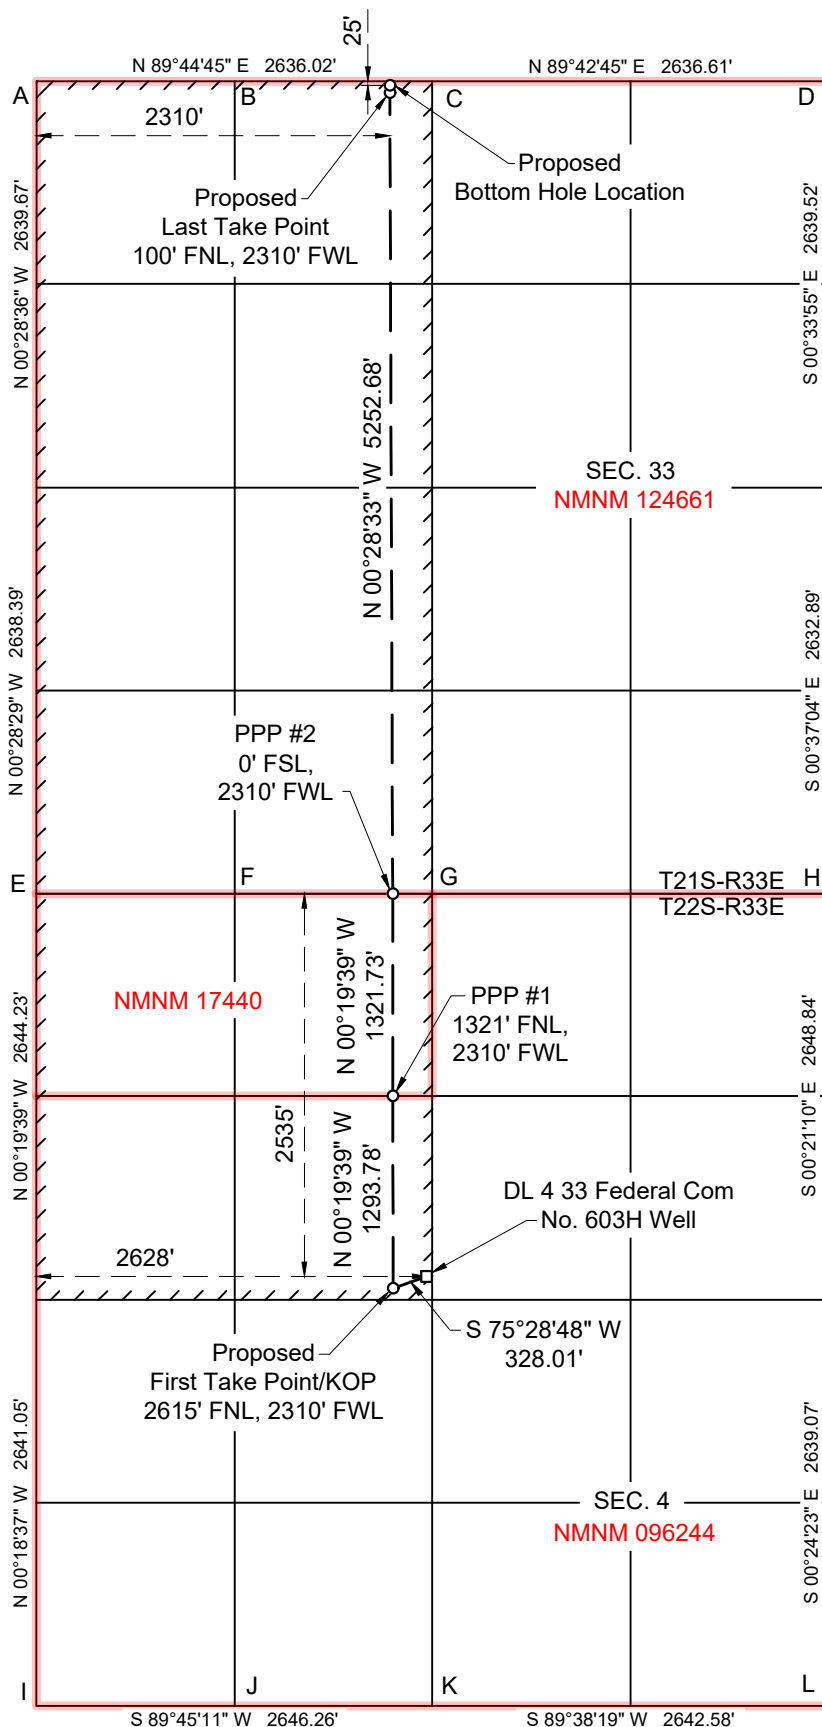 25'
N 89°44'45" E 2636.02'
N 89°42'45" E 2636.61'
A
B
C
D
2310'
Proposed
Bottom Hole Location
Proposed
Last Take Point
100' FNL, 2310' FWL
N 00°28'36" W 2639.67'
S 00°33'55" E 2639.52'
N 00°28'33" W 5252.68'
SEC. 33
NMNM 124661
N 00°28'29" W 2638.39'
S 00°37'04" E 2632.89'
PPP #2
0' FSL,
2310' FWL
E
F
G
H
T21S-R33E
T22S-R33E
NMNM 17440
N 00°19'39" W
1321.73'
PPP #1
1321' FNL,
2310' FWL
N 00°19'39" W 2644.23'
S 00°21'10" E 2648.84'
2535'
N 00°19'39" W
1293.78'
DL 4 33 Federal Com
No. 603H Well
2628'
S 75°28'48" W
328.01'
Proposed
First Take Point/KOP
2615' FNL, 2310' FWL
N 00°18'37" W 2641.05'
S 00°24'23" E 2639.07'
SEC. 4
NMNM 096244
I
J
K
L
S 89°45'11" W 2646.26'
S 89°38'19" W 2642.58'